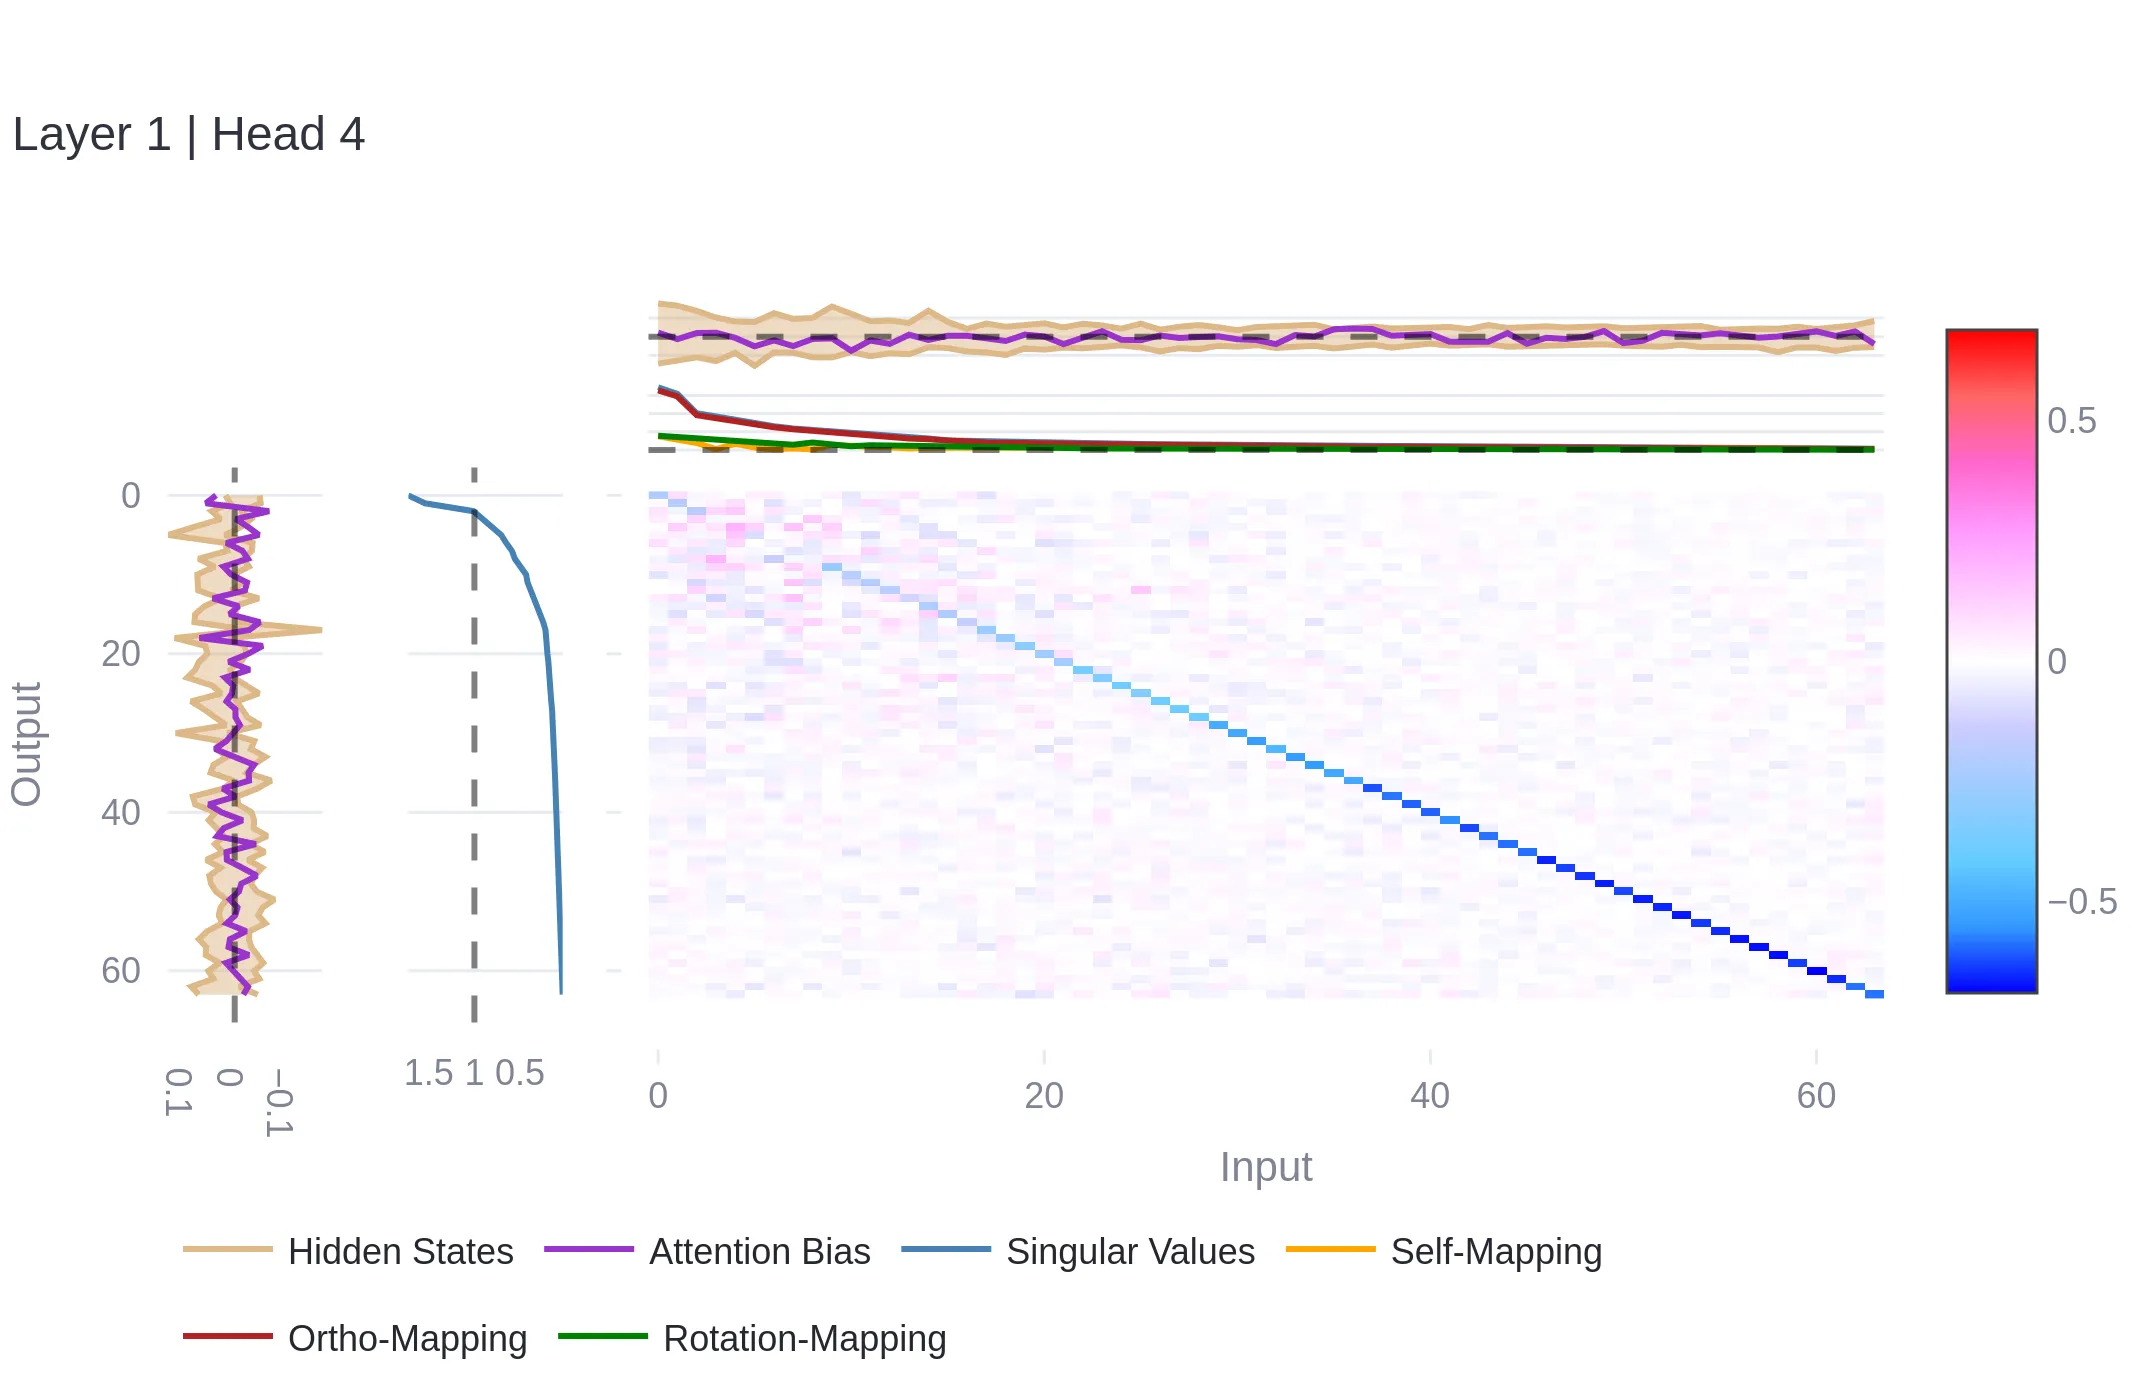 Layer 1 | Head 4
0.5
0
−0.5
0
20
40
60
Output
0.1
0
−0.1
1.5 1 0.5
0
20
40
60
Input
Hidden States
Attention Bias
Singular Values
Self-Mapping
Ortho-Mapping
Rotation-Mapping